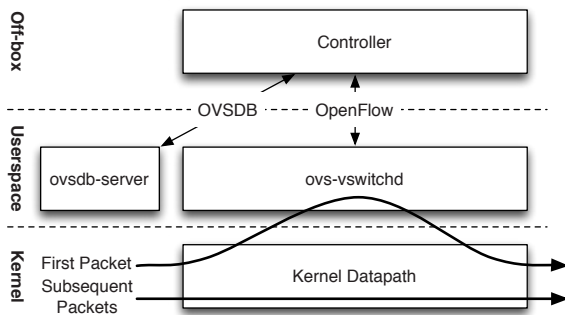 Off-box
Controller
OVSDB
OpenFlow
Userspace
ovsdb-server
ovs-vswitchd
Kernel
First Packet
Subsequent
Packets
Kernel Datapath